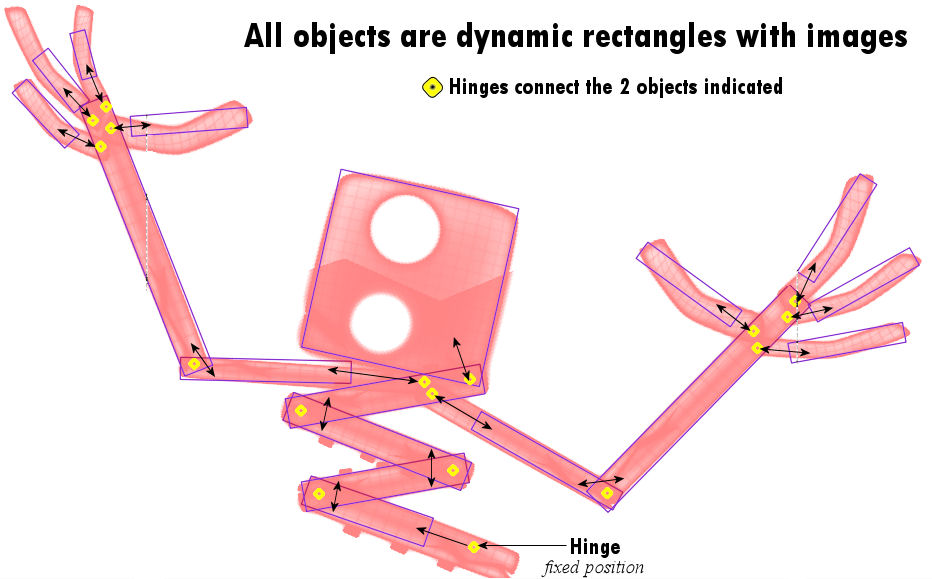 All objects are dynamic rectangles with images
Hinges connect the 2 objects indicated
Hinge
fixed position